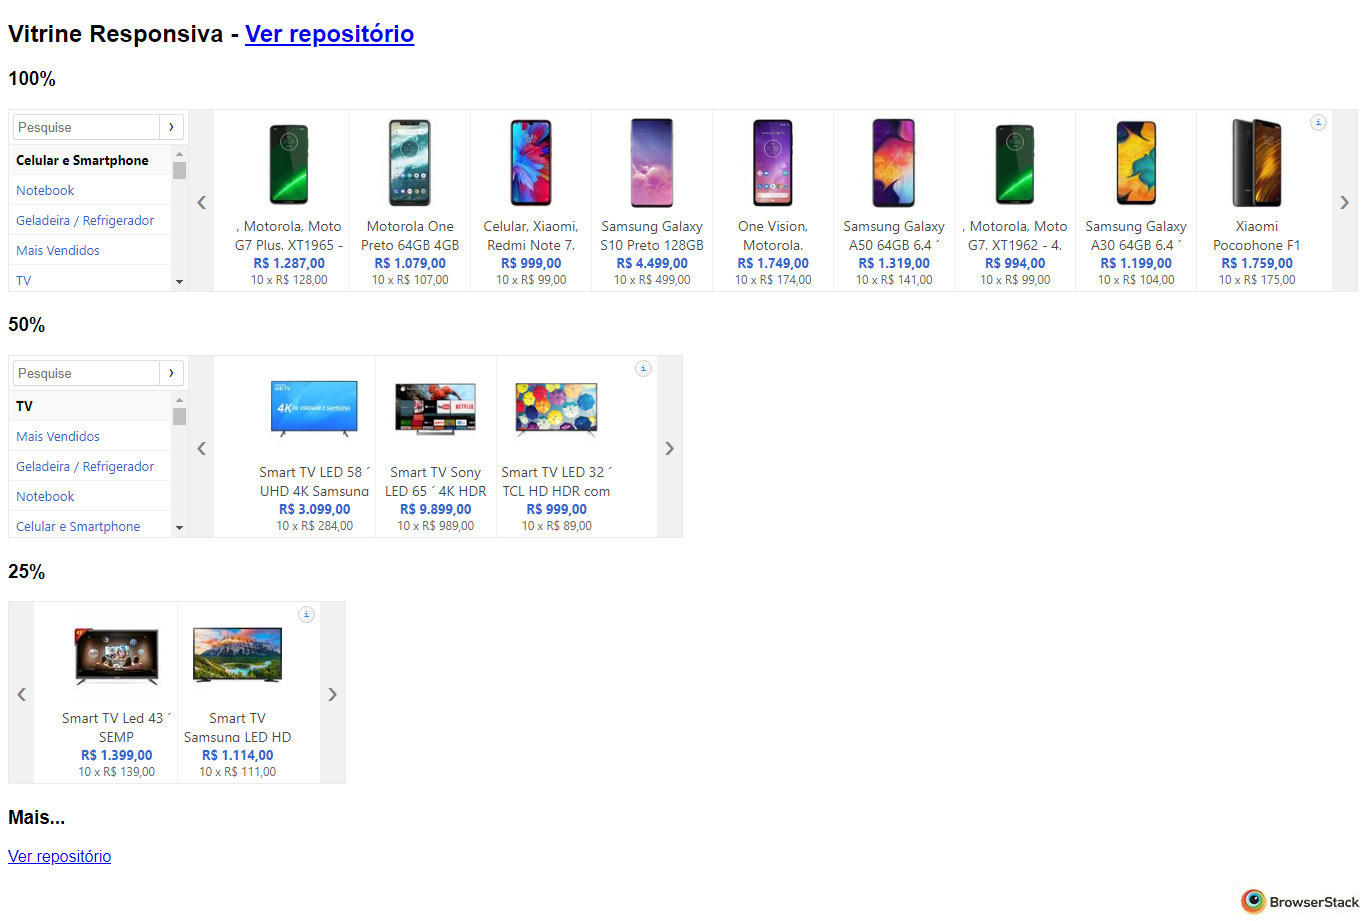 Vitrine Responsiva - Ver repositório
100%
Pesquise
Celular e Smartphone
Notebook
Geladeira / Refrigerador
Mais Vendidos
TV
, Motorola, Moto
G7 Plus, XT1965 -
R$ 1.287,00
10 x R$ 128,00
Motorola One
Preto 64GB 4GB
R$ 1.079,00
10 x R$ 107,00
Celular, Xiaomi,
Redmi Note 7,
R$ 999,00
10 x R$ 99,00
Samsung Galaxy
S10 Preto 128GB
R$ 4.499,00
10 x R$ 499,00
One Vision,
Motorola,
R$ 1.749,00
10 x R$ 174,00
Samsung Galaxy
A50 64GB 6.4 ´
R$ 1.319,00
10 x R$ 141,00
, Motorola, Moto
G7, XT1962 - 4,
R$ 994,00
10 x R$ 99,00
Samsung Galaxy
A30 64GB 6.4 ´
R$ 1.199,00
10 x R$ 104,00
Xiaomi
Pocophone F1
R$ 1.759,00
10 x R$ 175,00
50%
Pesquise
TV
Mais Vendidos
Geladeira / Refrigerador
Notebook
Celular e Smartphone
4K DE VERDADE É SAMSUNG
Smart TV LED 58 ´
UHD 4K Samsung
R$ 3.099,00
10 x R$ 284,00
NETFLIX
Smart TV Sony
LED 65 ´ 4K HDR
R$ 9.899,00
10 x R$ 989,00
Smart TV LED 32 ´
TCL HD HDR com
R$ 999,00
10 x R$ 89,00
25%
Smart TV Led 43 ´
SEMP
R$ 1.399,00
10 x R$ 139,00
Smart TV
Samsung LED HD
R$ 1.114,00
10 x R$ 111,00
Mais...
Ver repositório
BrowserStack